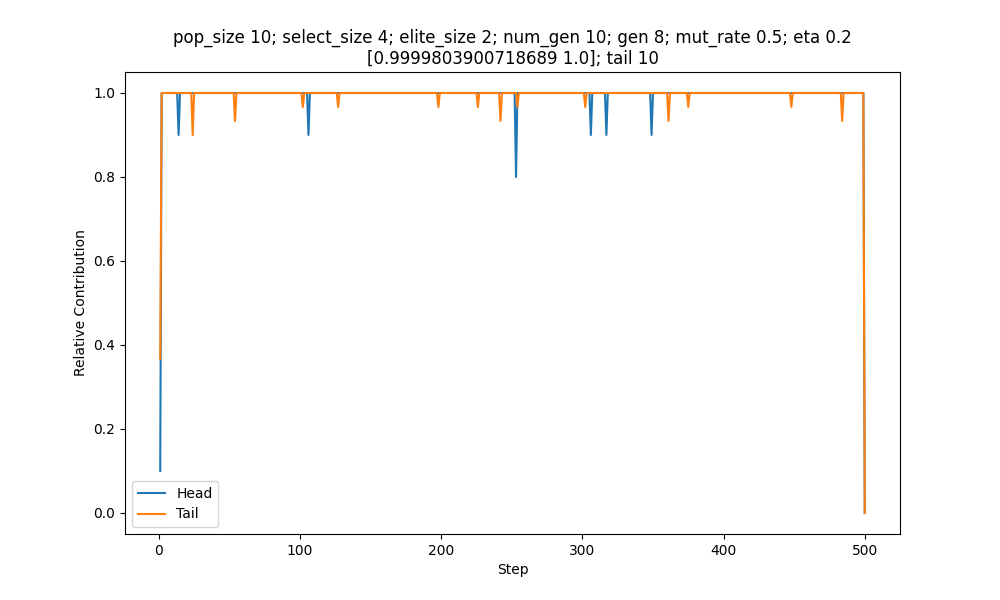 pop_size 10; select_size 4; elite_size 2; num_gen 10; gen 8; mut_rate 0.5; eta 0.2
[0.9999803900718689 1.0]; tail 10
1.0
0.8
0.6
0.4
0.2
0.0
Relative Contribution
Head
Tail
0
100
200
300
400
500
Step